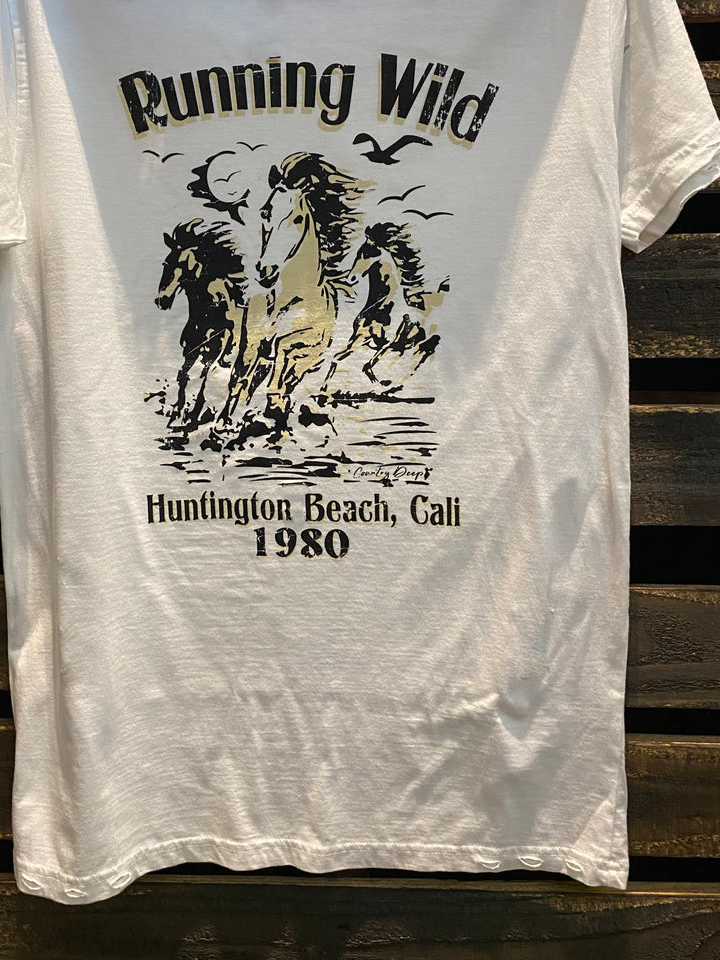 Running Wild
Country Deep
Huntington Beach, Cali
1980